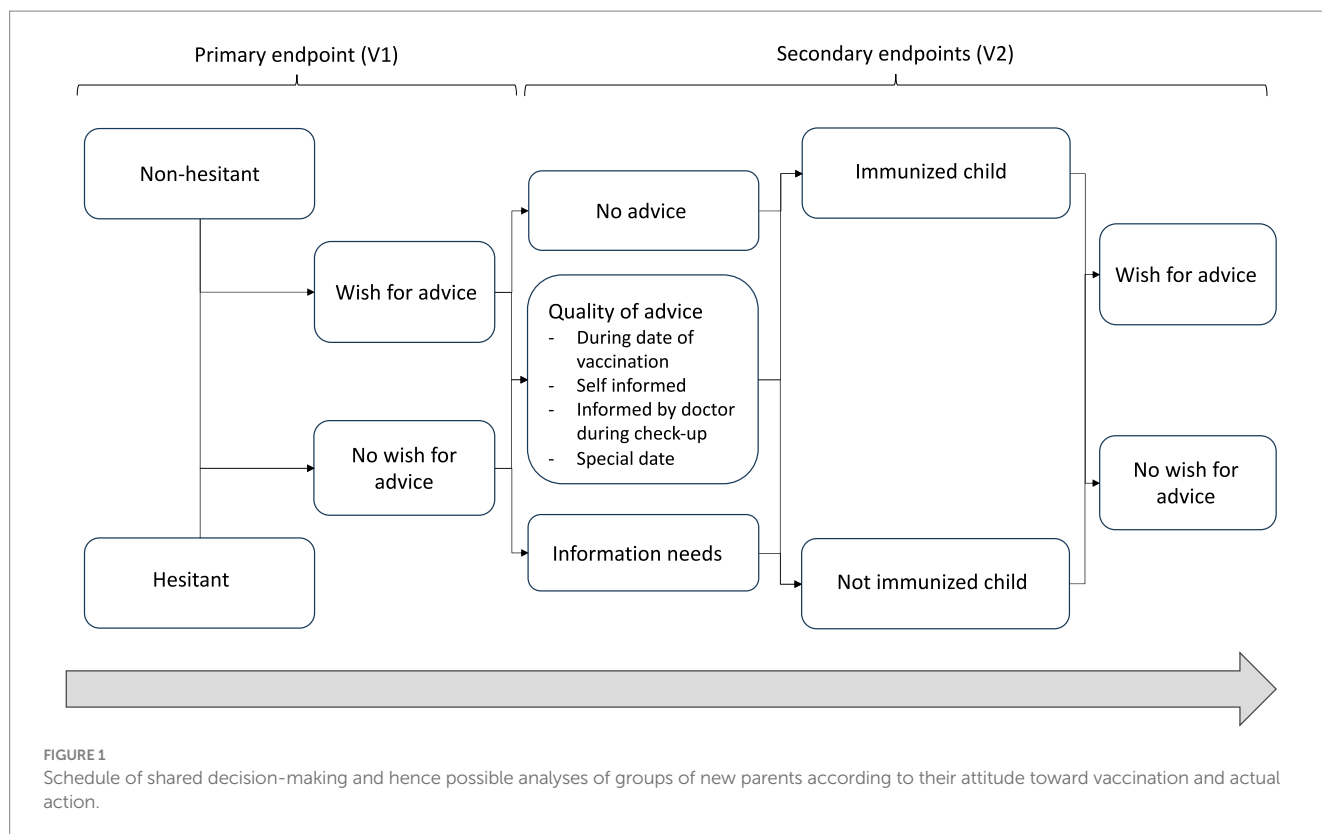 Primary endpoint (V1)
Secondary endpoints (V2)
Non-hesitant
Hesitant
Wish for advice
No wish for
advice
No advice
Quality of advice
- During date of
vaccination
- Self informed
- Informed by doctor
during check-up
- Special date
Information needs
Immunized child
Not immunized child
Wish for advice
No wish for
advice
FIGURE 1
Schedule of shared decision-making and hence possible analyses of groups of new parents according to their attitude toward vaccination and actual
action.